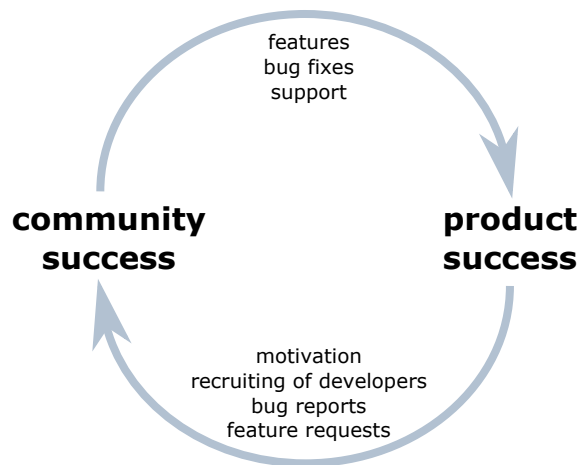 features
bug fixes
support
community
success
product
success
motivation
recruiting of developers
bug reports
feature requests